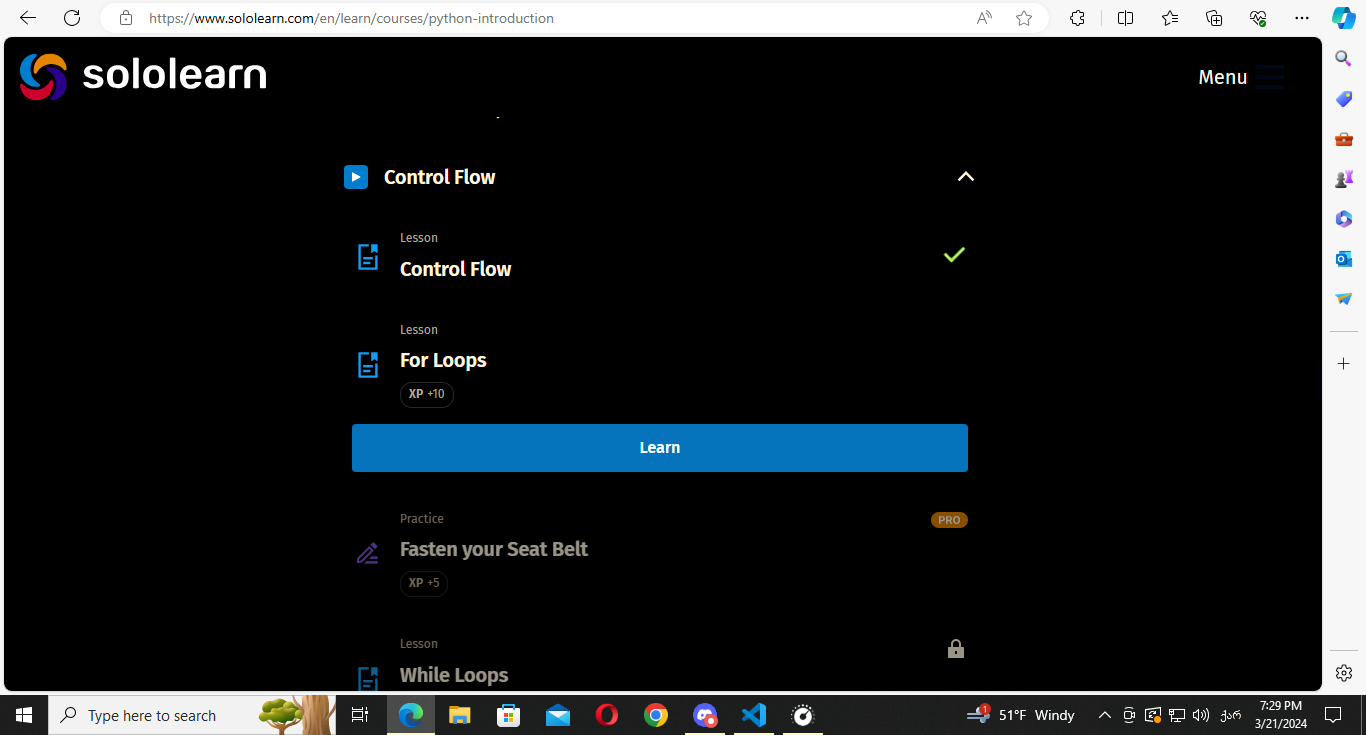 https://www.sololearn.com/en/learn/courses/python-introduction
sololearn
Menu
Control Flow
Lesson
Control Flow
Lesson
For Loops
XP +10
Learn
Practice
PRO
Fasten your Seat Belt
XP +5
Lesson
While Loops
Type here to search
1
51°F Windy
ქარ
7:29 PM
3/21/2024